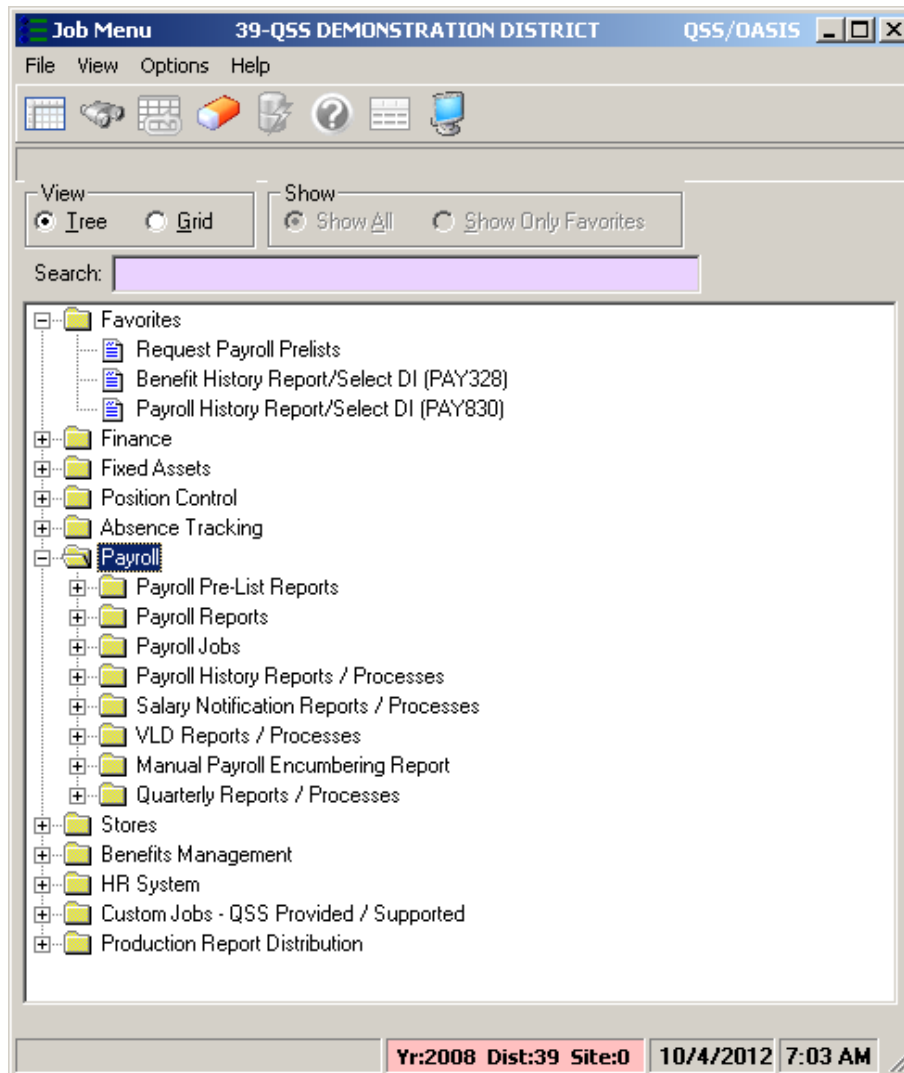 Job Menu 39-QSS DEMONSTRATION DISTRICT QSS/OASIS
File View Options Help
View Show
Tree Grid Show All Show Only Favorites
Search:
Favorites
Request Payroll Prelists
Benefit History Report/Select DI (PAY328)
Payroll History Report/Select DI (PAY830)
Finance
Fixed Assets
Position Control
Absence Tracking
Payroll
Payroll Pre-List Reports
Payroll Reports
Payroll Jobs
Payroll History Reports / Processes
Salary Notification Reports / Processes
VLD Reports / Processes
Manual Payroll Encumbering Report
Quarterly Reports / Processes
Stores
Benefits Management
HR System
Custom Jobs - QSS Provided / Supported
Production Report Distribution
Yr:2008 Dist:39 Site:0 10/4/2012 7:03 AM